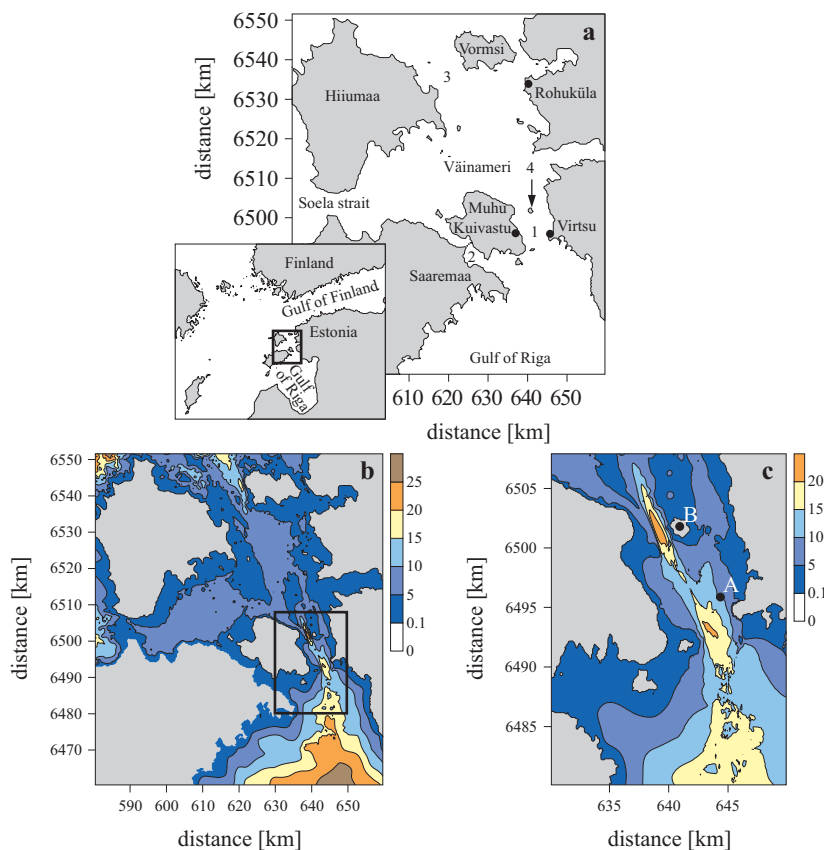 a
distance [km]
6550
6540
6530
6520
6510
6500
Vormsi
3
Hiiumaa
Rohuküla
Väinameri
4
Soela strait
Muhu
Kuivastu
1
Virtsu
2
Saaremaa
Gulf of Riga
Finland
Gulf of Finland
Estonia
Gulf
of Riga
610 620 630 640 650
distance [km]
b
distance [km]
6550
6540
6530
6520
6510
6500
6490
6480
6470
590 600 610 620 630 640 650
distance [km]
25
20
15
10
5
0.1
0
c
distance [km]
6505
6500
6495
6490
6485
B
A
635 640 645
distance [km]
20
15
10
5
0.1
0